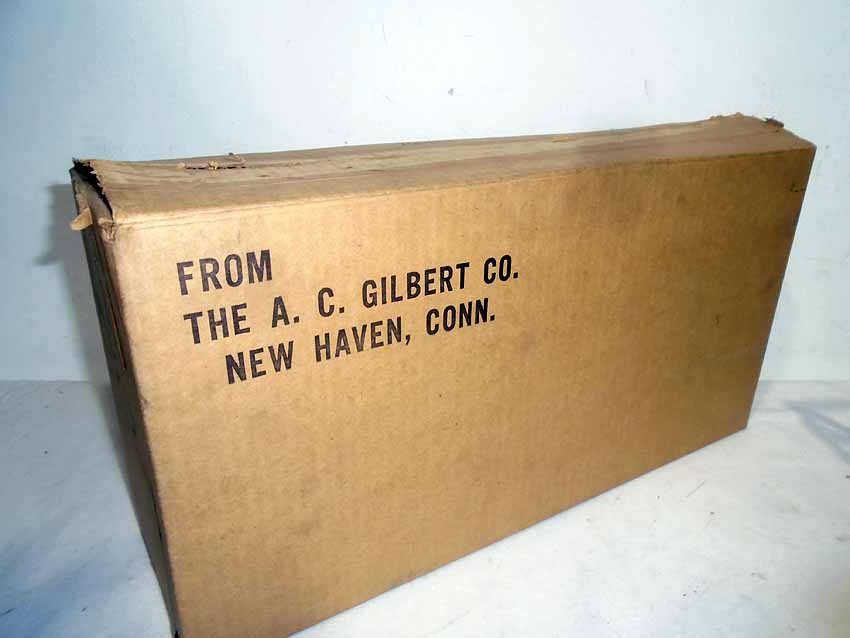 FROM
THE A. C. GILBERT CO.
NEW HAVEN, CONN.